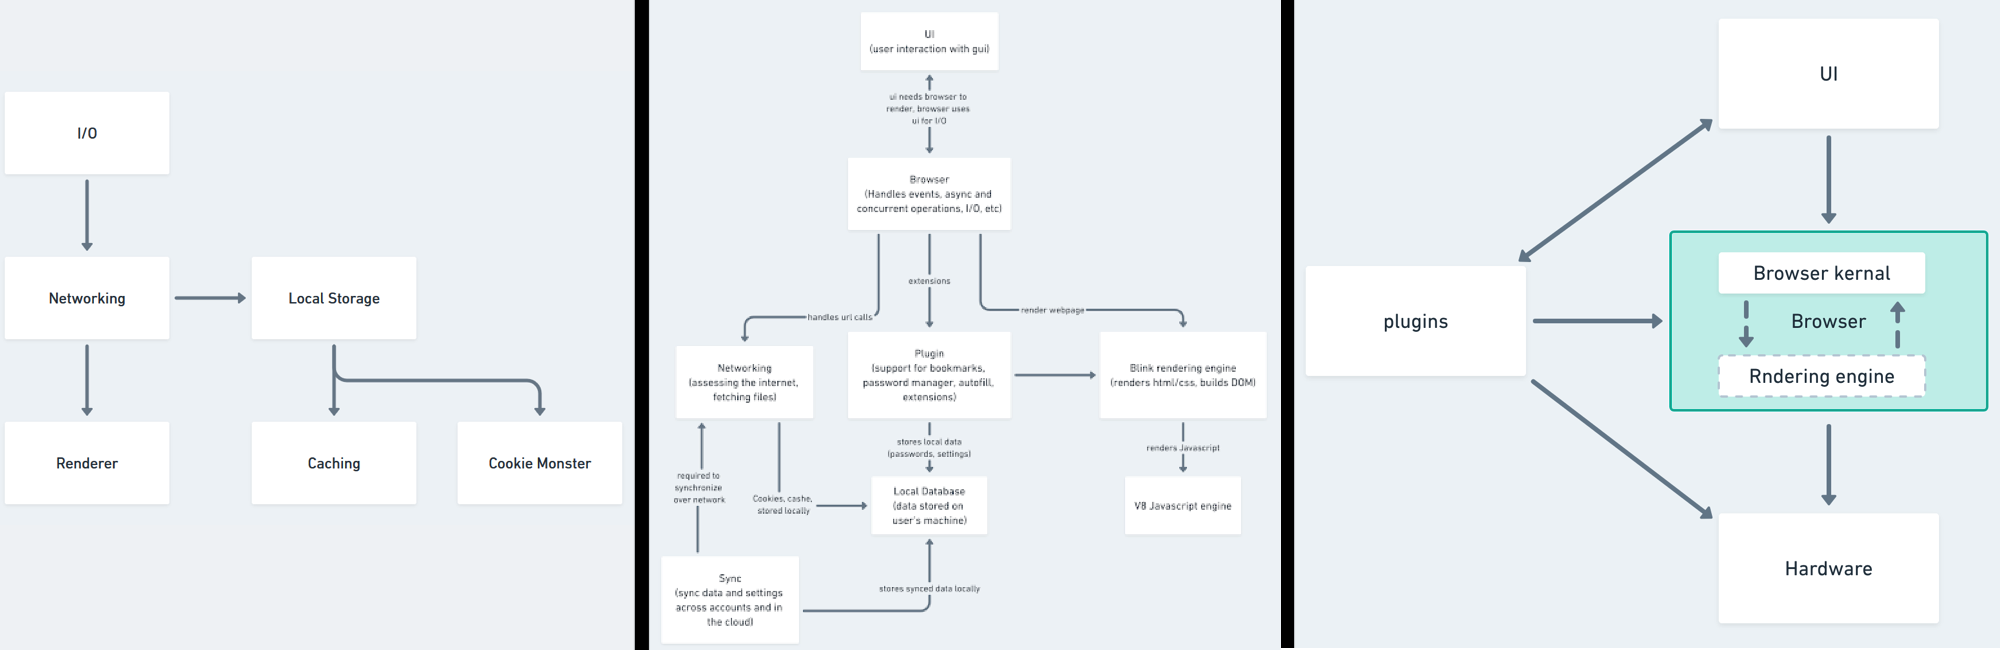 I/O
Networking
Local Storage
Renderer
Caching
Cookie Monster
UI
(user interaction with gui)
ui needs browser to
render, browser uses
ui for I/O
Browser
(Handles events, async and
concurrent operations, I/O, etc)
handles url calls
extensions
render webpage
Networking
(assessing the internet,
fetching files)
Plugin
(support for bookmarks,
password manager, autofill,
extensions)
Blink rendering engine
(renders html/css, builds DOM)
required to
synchronize
over network
Cookies, cashe,
stored locally
stores local data
(passwords, settings)
renders Javascript
Local Database
(data stored on
user's machine)
V8 Javascript engine
Sync
(sync data and settings
across accounts and in
the cloud)
stores synced data locally
UI
plugins
Browser kernal
Browser
Rndering engine
Hardware